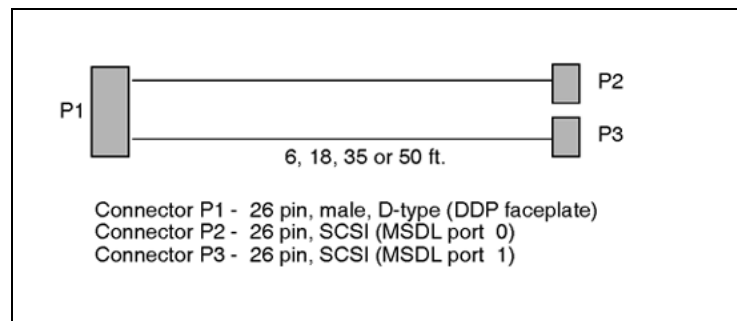 P1
P2
P3
6, 18, 35 or 50 ft.
Connector P1 - 26 pin, male, D-type (DDP faceplate)
Connector P2 - 26 pin, SCSI (MSDL port 0)
Connector P3 - 26 pin, SCSI (MSDL port 1)